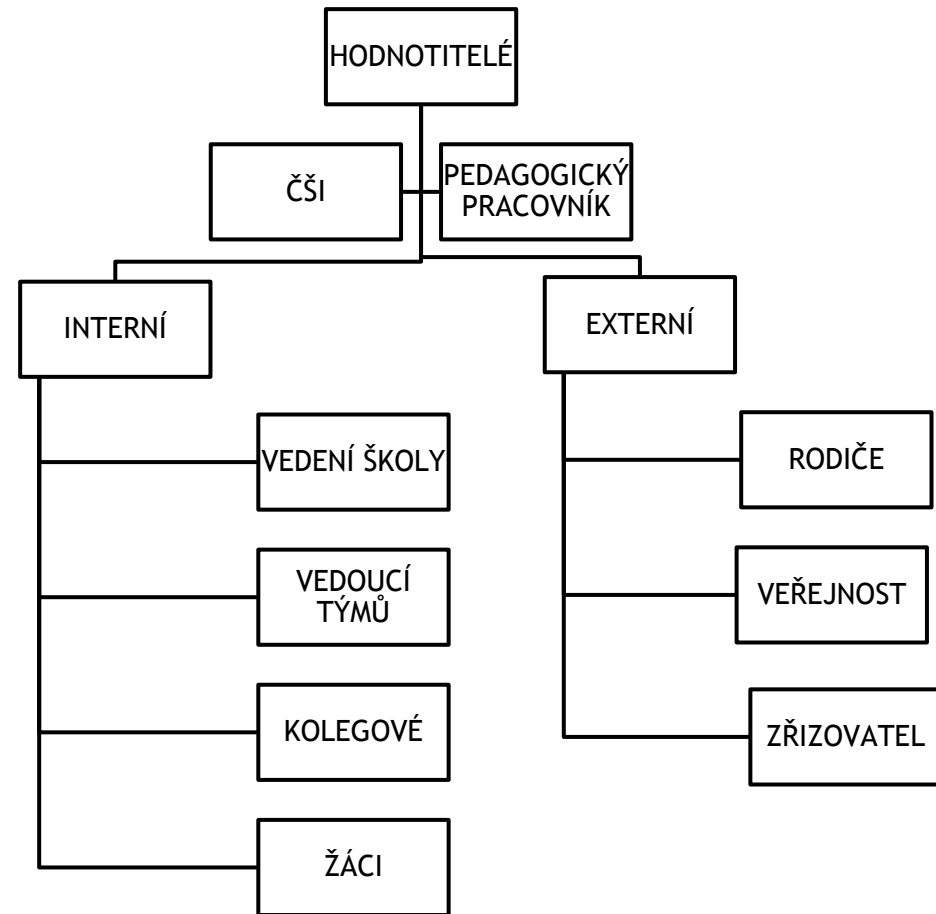 HODNOTITELÉ
ČŠI
PEDAGOGICKÝ
PRACOVNÍK
INTERNÍ
EXTERNÍ
VEDENÍ ŠKOLY
VEDOUCÍ
TÝMŮ
KOLEGOVÉ
ŽÁCI
RODIČE
VEŘEJNOST
ZŘIZOVATEL